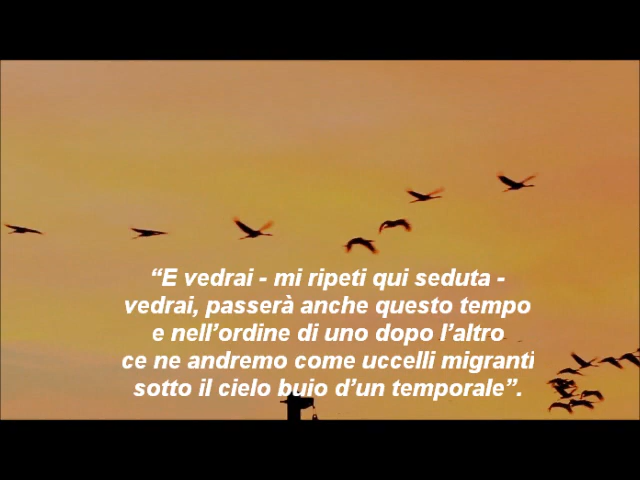 “E vedrai - mi ripeti qui seduta -
vedrai, passerà anche questo tempo
e nell’ordine di uno dopo l’altro
ce ne andremo come uccelli migranti
sotto il cielo buio d’un temporale”.